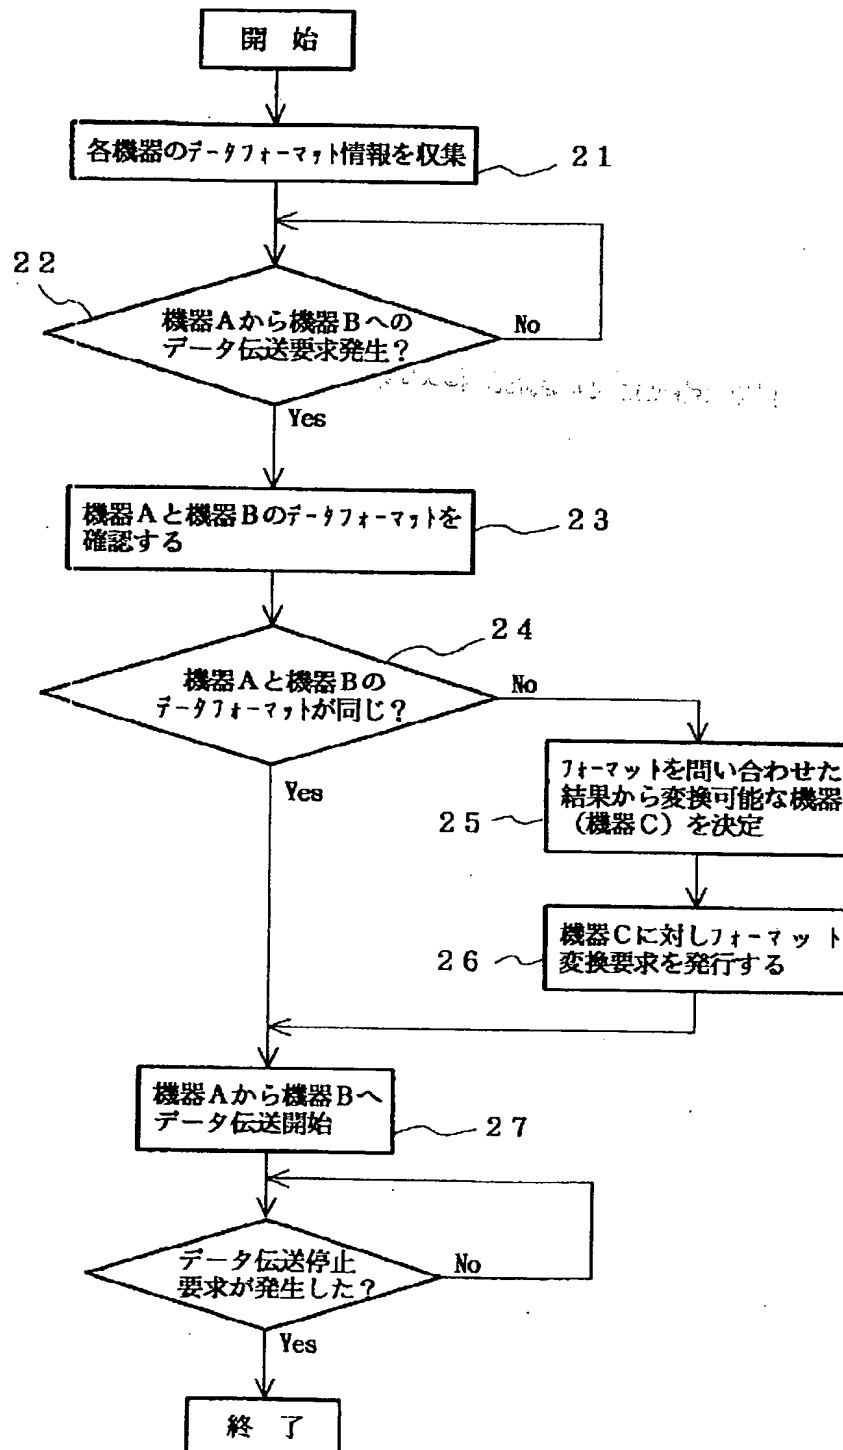 開 始
各機器のデータフォーマット情報を収集
21
22
機器Aから機器Bへの
データ伝送要求発生?
No
Yes
機器Aと機器Bのデータフォーマットを
確認する
23
24
機器Aと機器Bの
データフォーマットが同じ?
No
Yes
フォーマットを問い合わせた
結果から変換可能な機器
(機器C)を決定
25
機器Cに対しフォーマット
変換要求を発行する
26
機器Aから機器Bへ
データ伝送開始
27
データ伝送停止
要求が発生した?
No
Yes
終 了